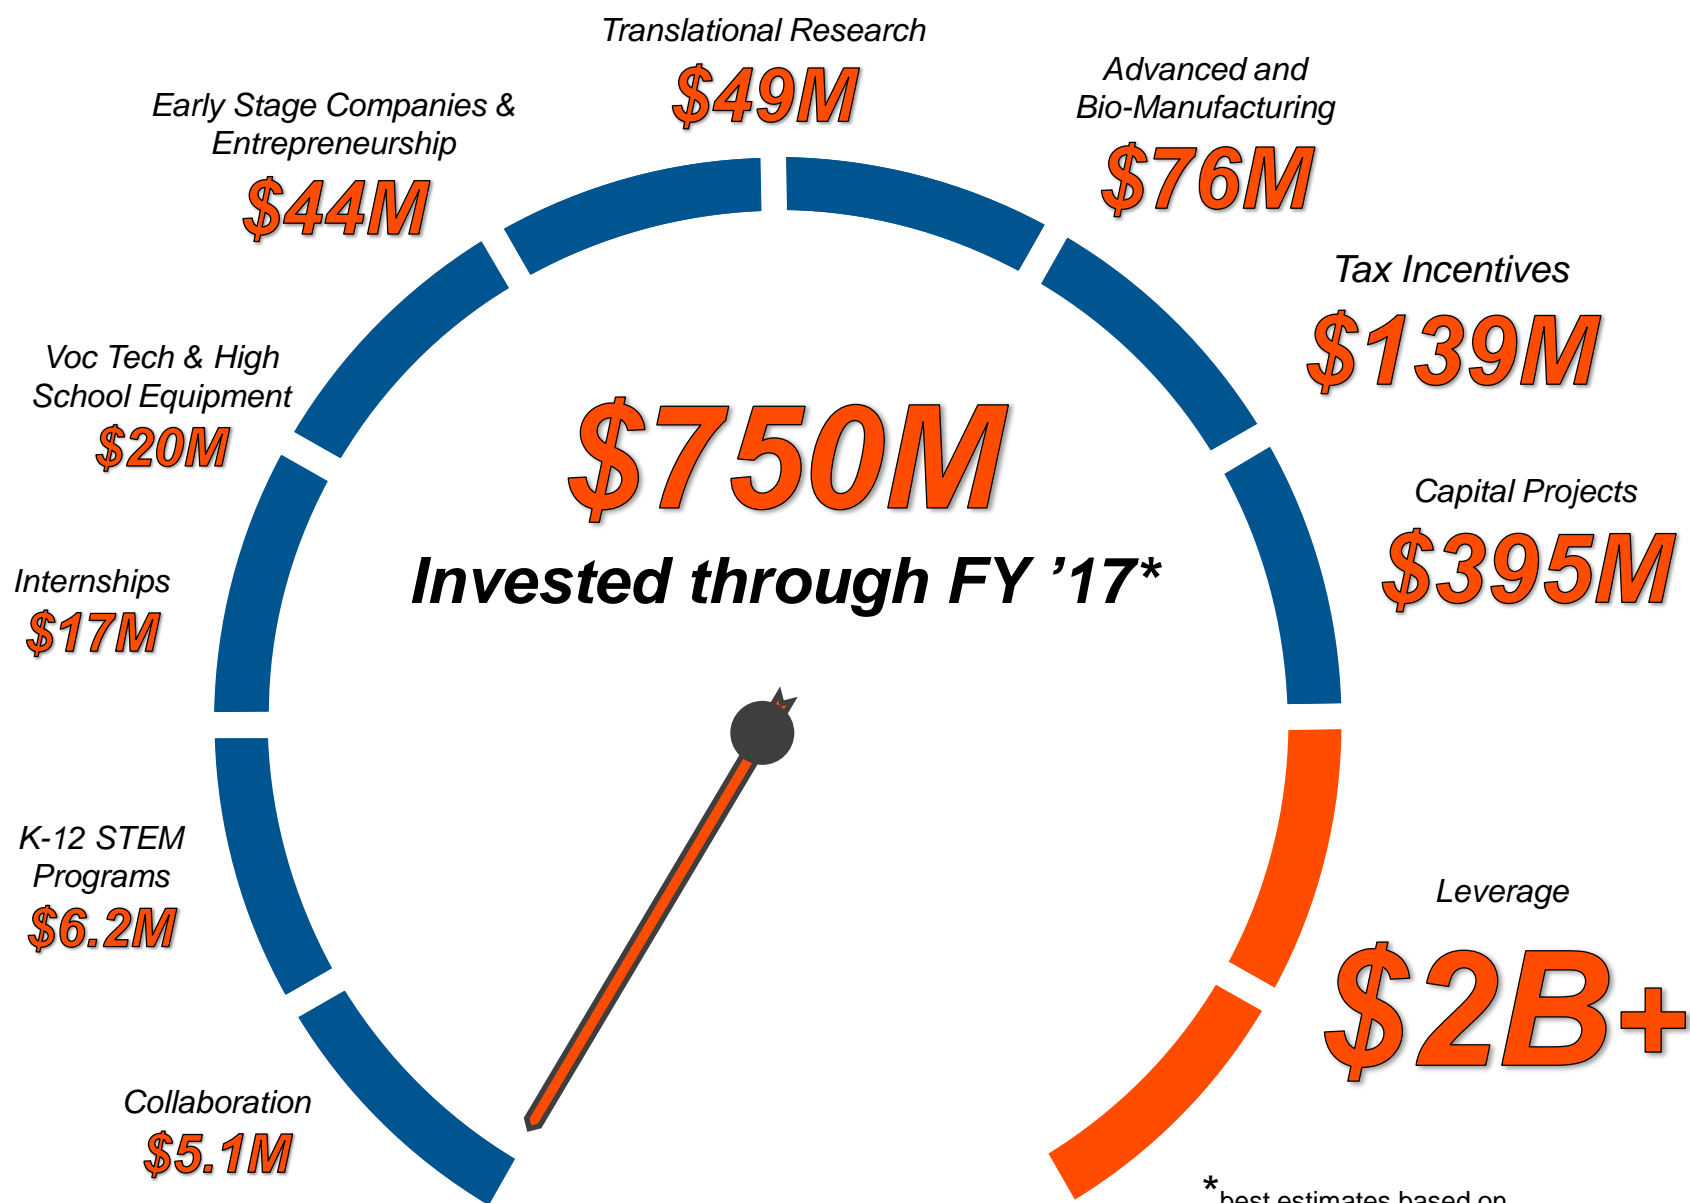 Translational Research
$49M
Advanced and
Bio-Manufacturing
$76M
Early Stage Companies &
Entrepreneurship
$44M
Tax Incentives
$139M
Voc Tech & High
School Equipment
$20M
$750M
Invested through FY ’17*
Capital Projects
$395M
Internships
$17M
K-12 STEM
Programs
$6.2M
Leverage
$2B+
Collaboration
$5.1M
*best estimates based on